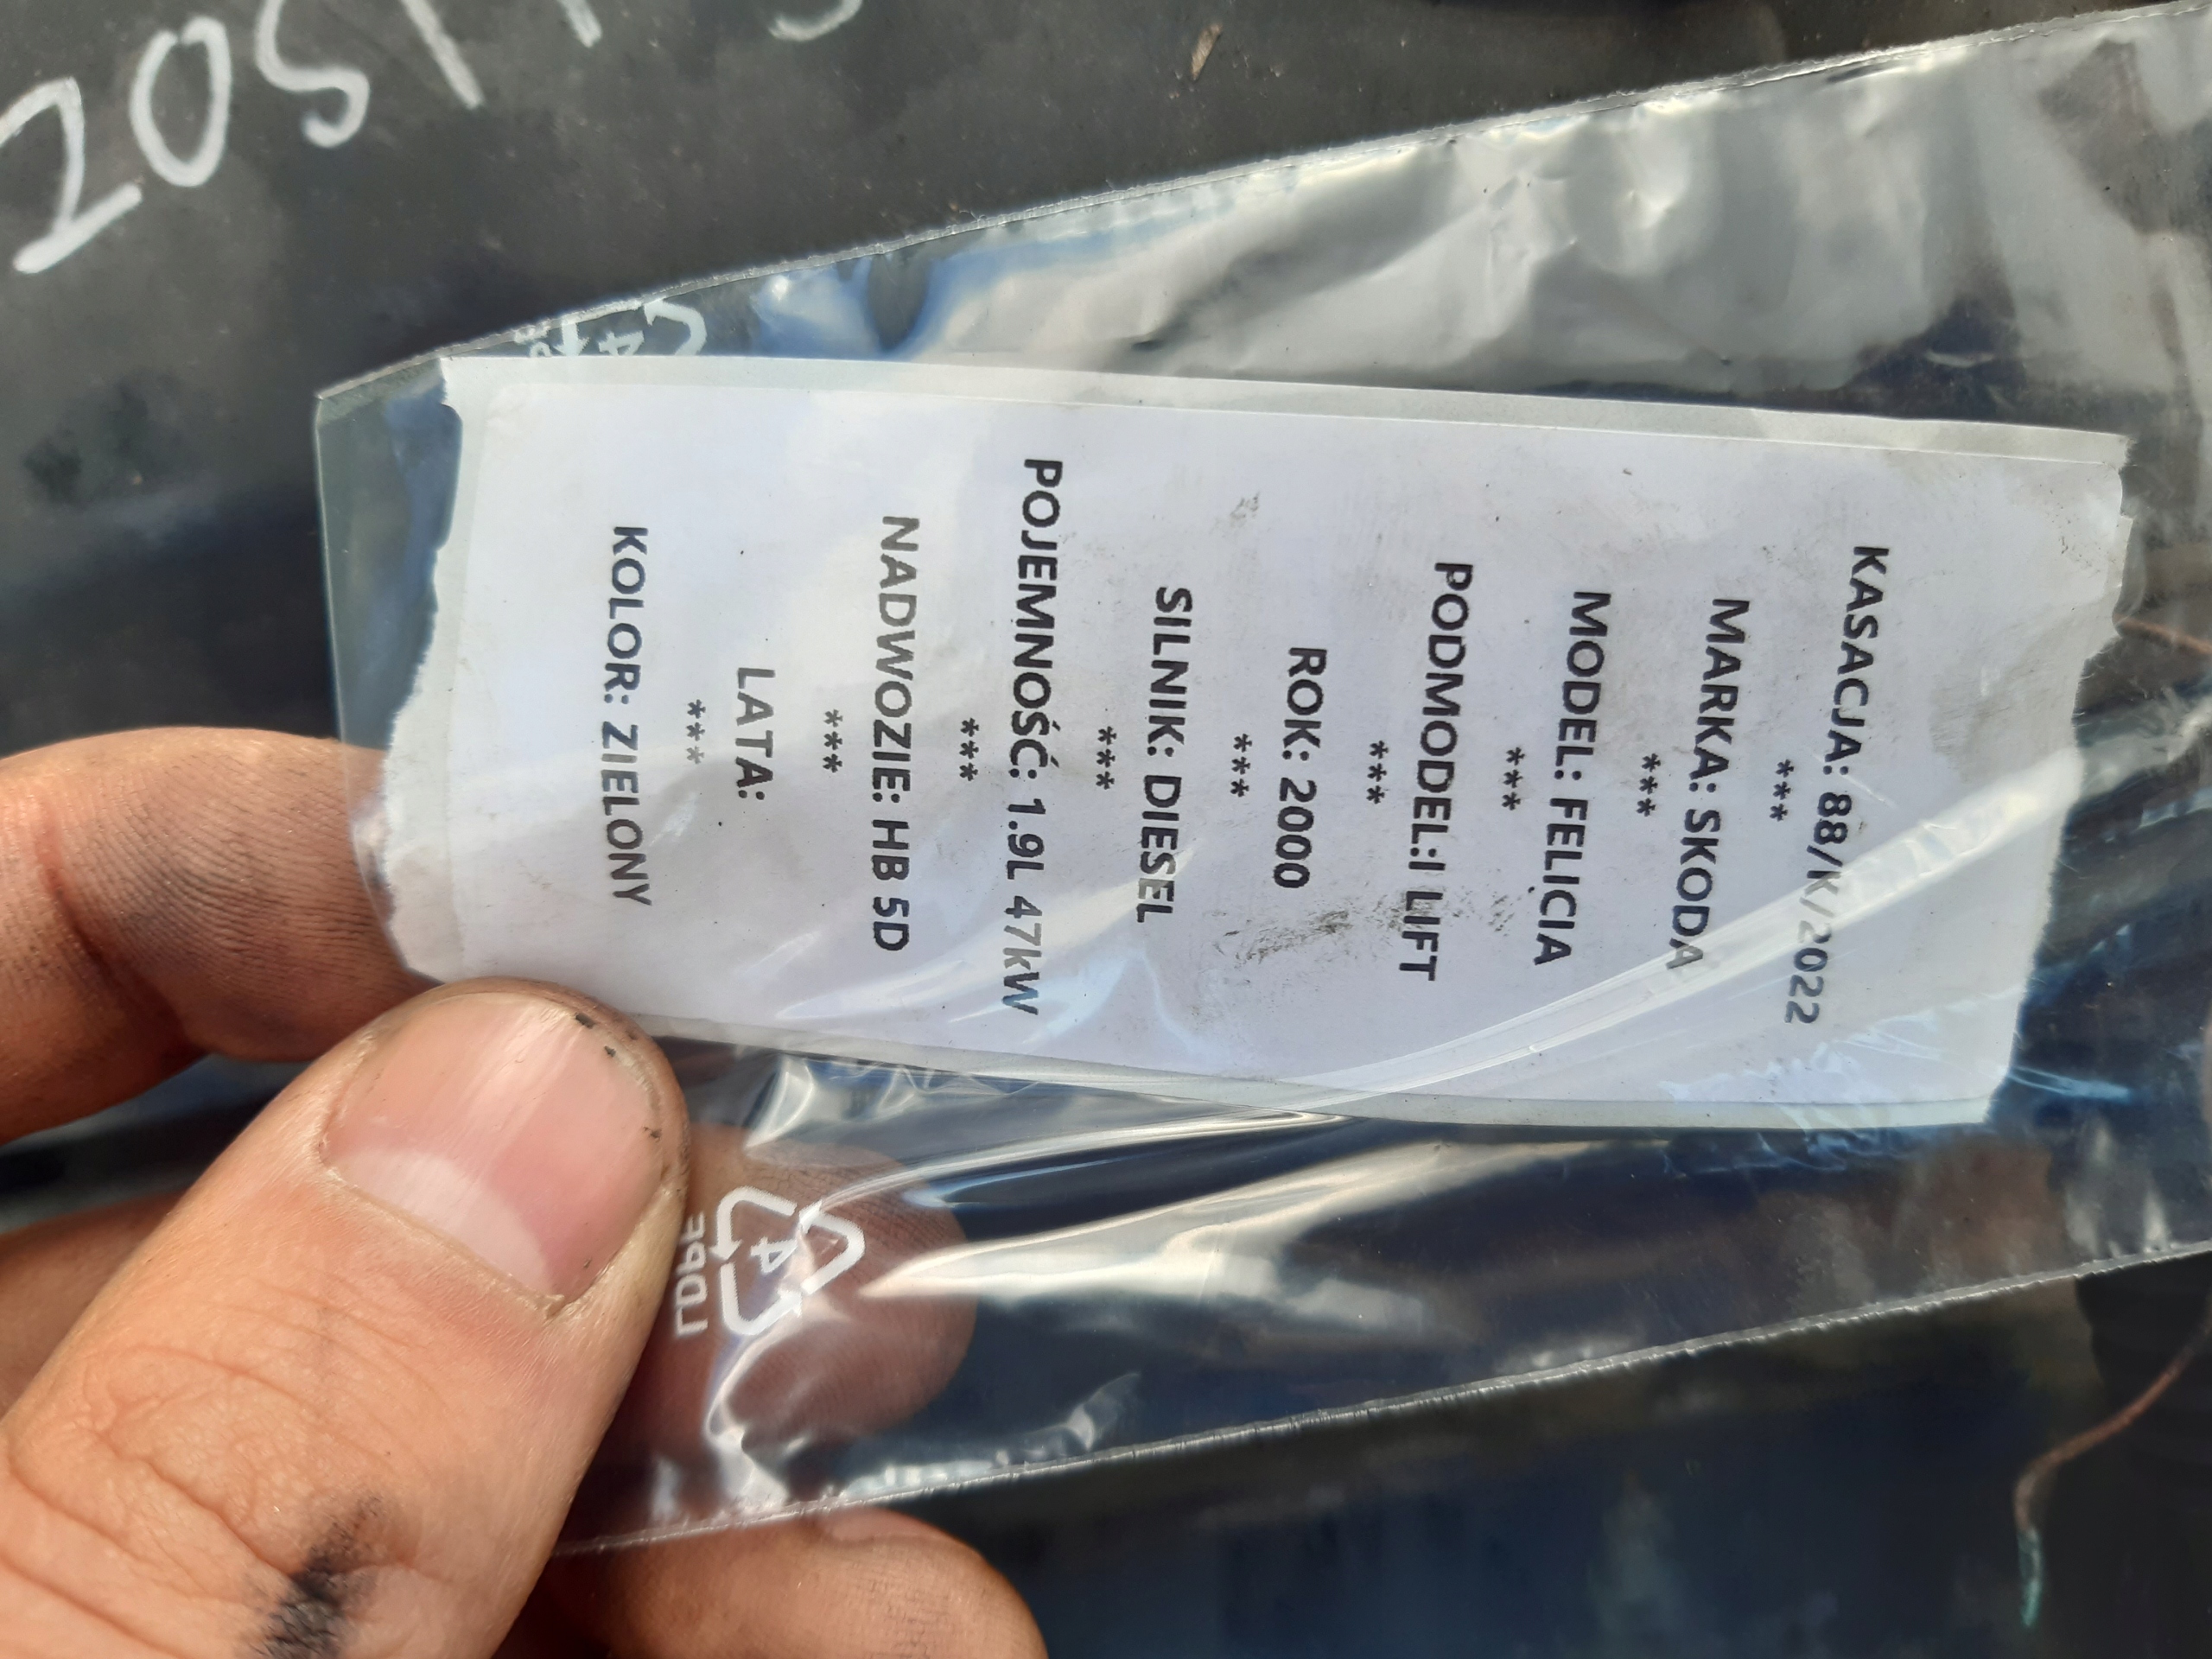 KASACJA: 88/K/2022
***
MARKA: SKODA
***
MODEL: FELICIA
***
PODMODEL:I LIFT
***
ROK: 2000
***
SILNIK: DIESEL
***
POJEMNOŚĆ: 1.9L 47kW
***
NADWOZIE: HB 5D
***
LATA:
***
KOLOR: ZIELONY
4
LDPE